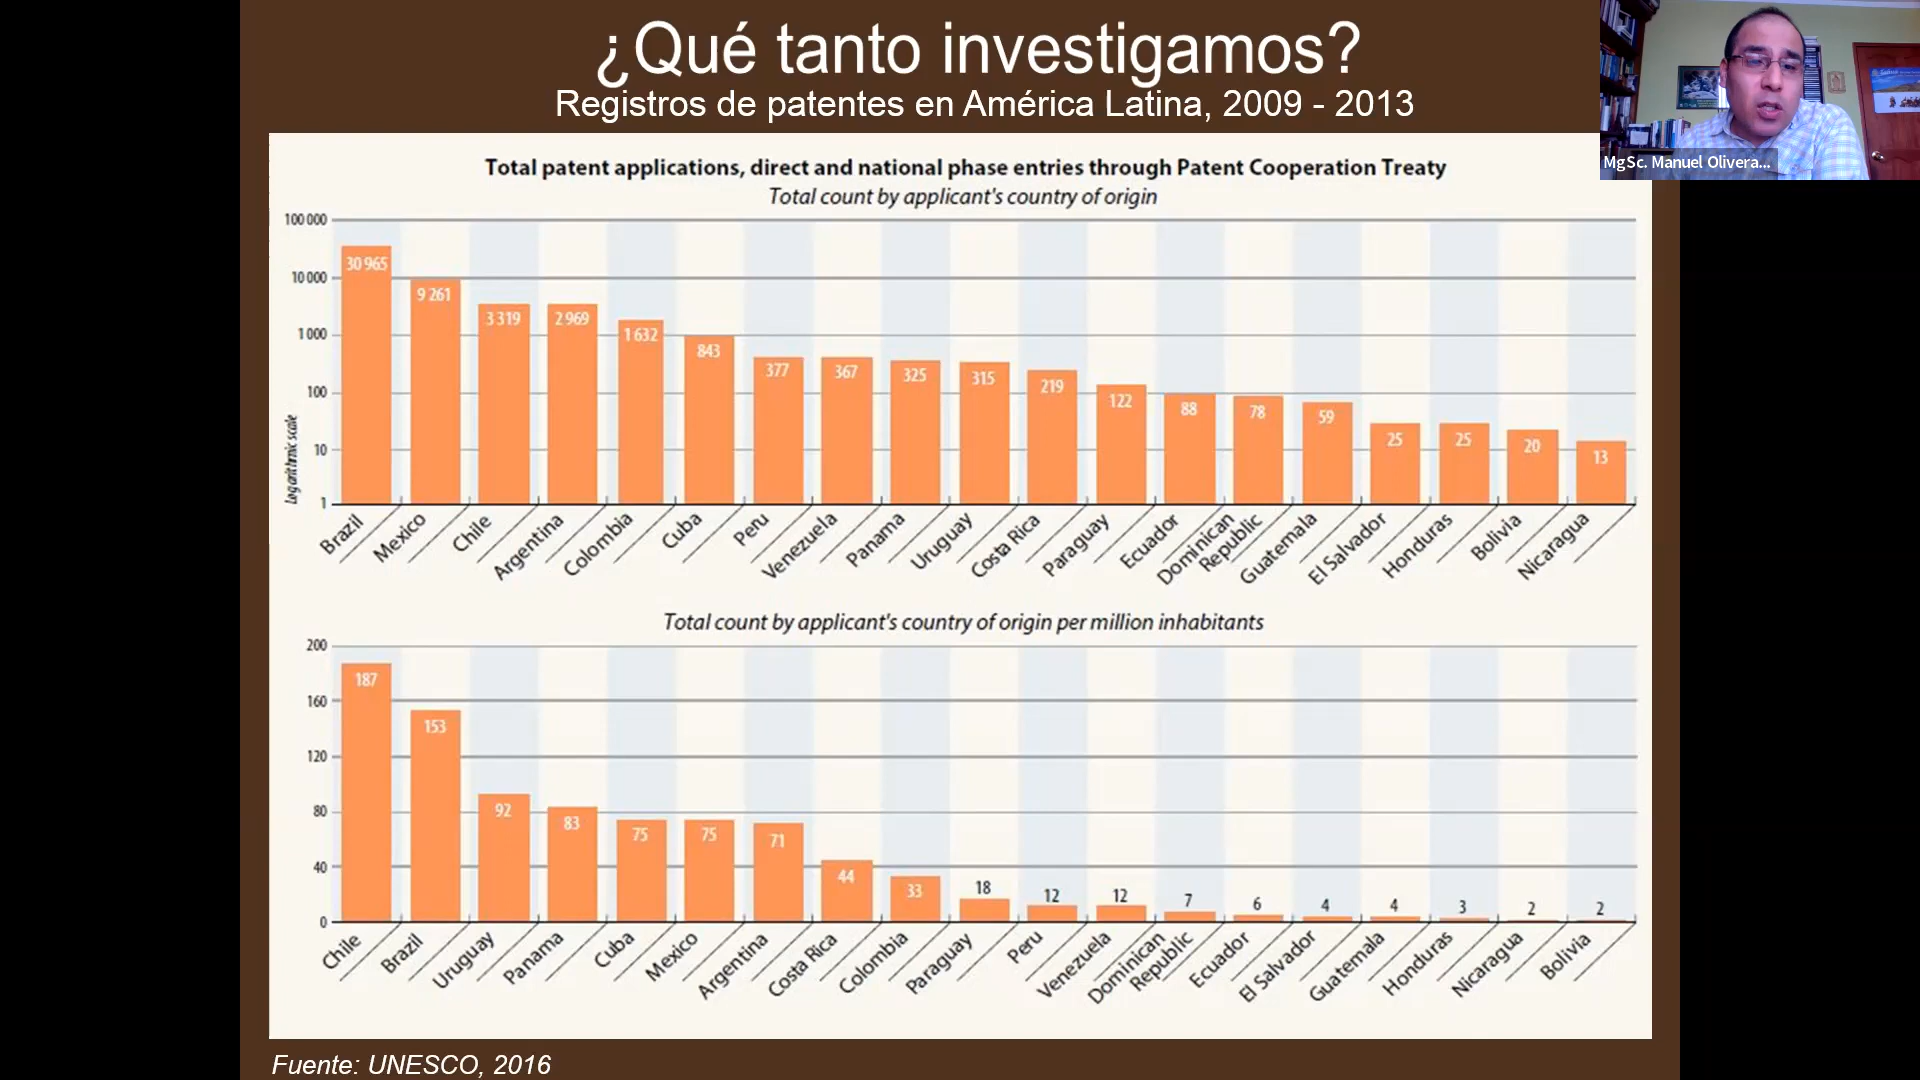 ¿Qué tanto investigamos?
Registros de patentes en América Latina, 2009 - 2013
MgSc. Manuel Olivera...
Total patent applications, direct and national phase entries through Patent Cooperation Treaty
Total count by applicant's country of origin
100 000
10 000
1 000
100
10
1
Logarithmic scale
30 965
9 261
3 319
2 969
1 632
843
377
367
325
315
219
122
88
78
59
25
25
20
13
Brazil
Mexico
Chile
Argentina
Colombia
Cuba
Peru
Venezuela
Panama
Uruguay
Costa Rica
Paraguay
Ecuador
Dominican
Republic
Guatemala
El Salvador
Honduras
Bolivia
Nicaragua
Total count by applicant's country of origin per million inhabitants
200
160
120
80
40
0
187
153
92
83
75
75
71
44
33
18
12
12
7
6
4
4
3
2
2
Chile
Brazil
Uruguay
Panama
Cuba
Mexico
Argentina
Costa Rica
Colombia
Paraguay
Peru
Venezuela
Dominican
Republic
Ecuador
El Salvador
Guatemala
Honduras
Nicaragua
Bolivia
Fuente: UNESCO, 2016